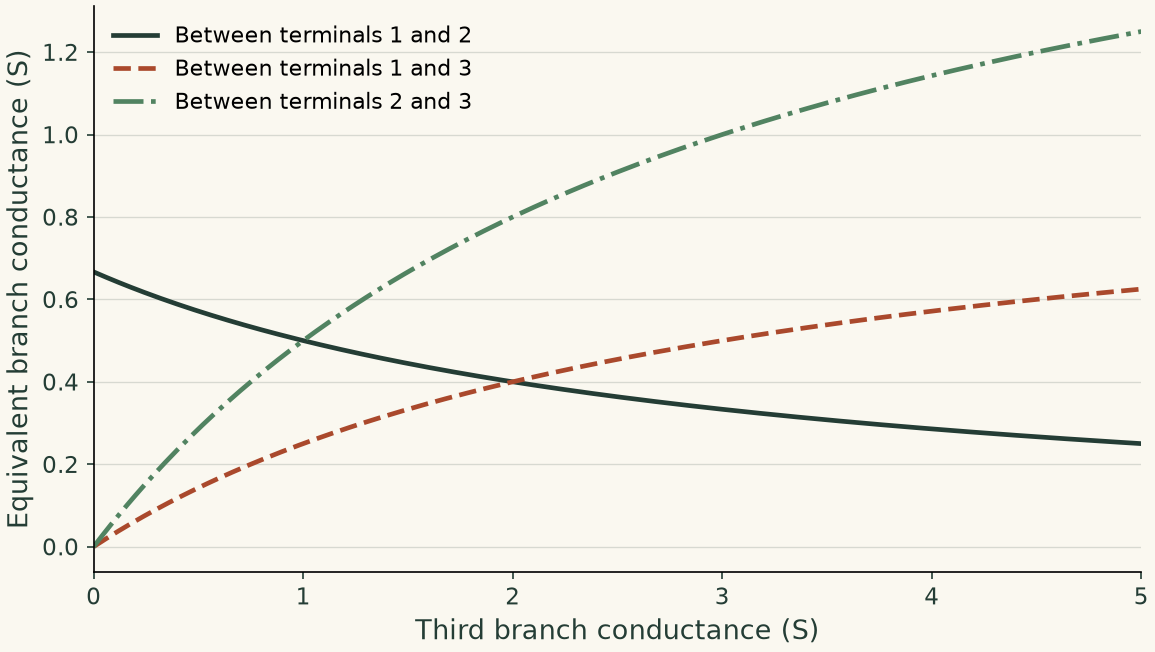 Between terminals 1 and 2
Between terminals 1 and 3
Between terminals 2 and 3
Equivalent branch conductance (S)
1.2
1.0
0.8
0.6
0.4
0.2
0.0
0 1 2 3 4 5
Third branch conductance (S)